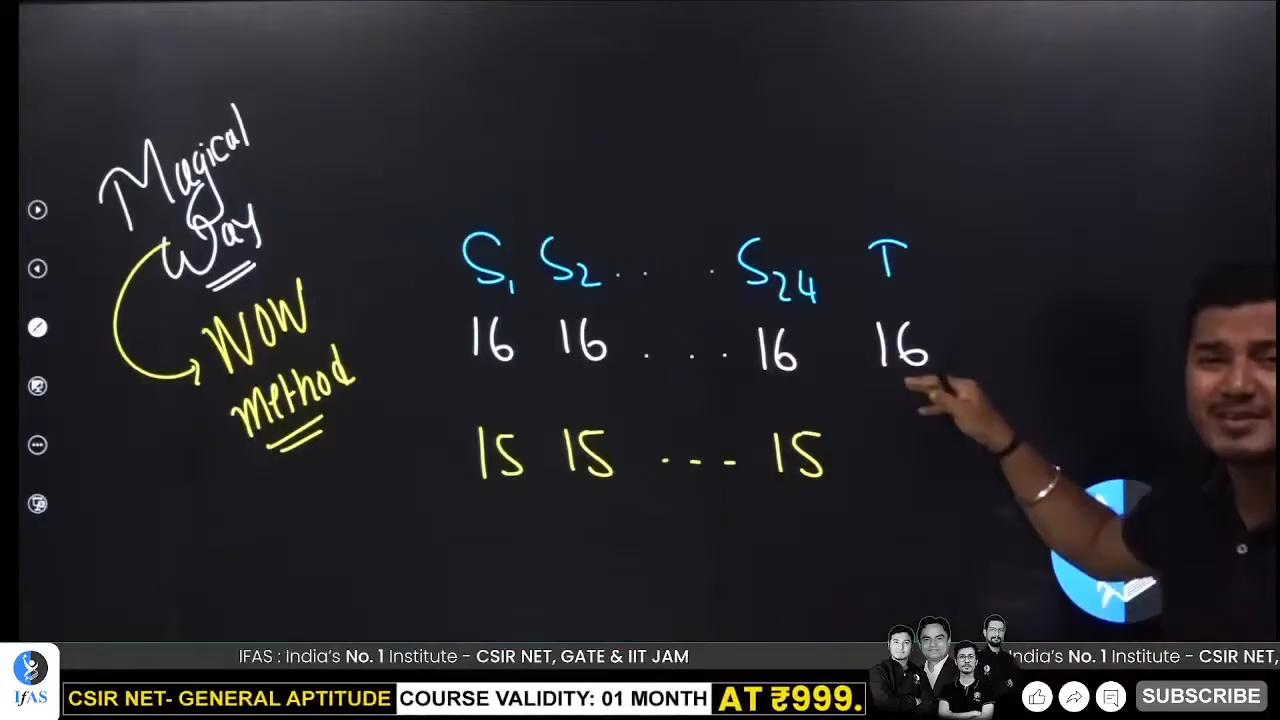 Magical
Way
WOW
Method
S1 S2 . . . S24 T
16 16 . . . 16 16
15 15 . - - 15
IFAS : India's No. 1 Institute - CSIR NET, GATE & IIT JAM
India's No. 1 Institute - CSIR NET,
IFAS
CSIR NET- GENERAL APTITUDE
COURSE VALIDITY: 01 MONTH
AT ₹999.
SUBSCRIBE